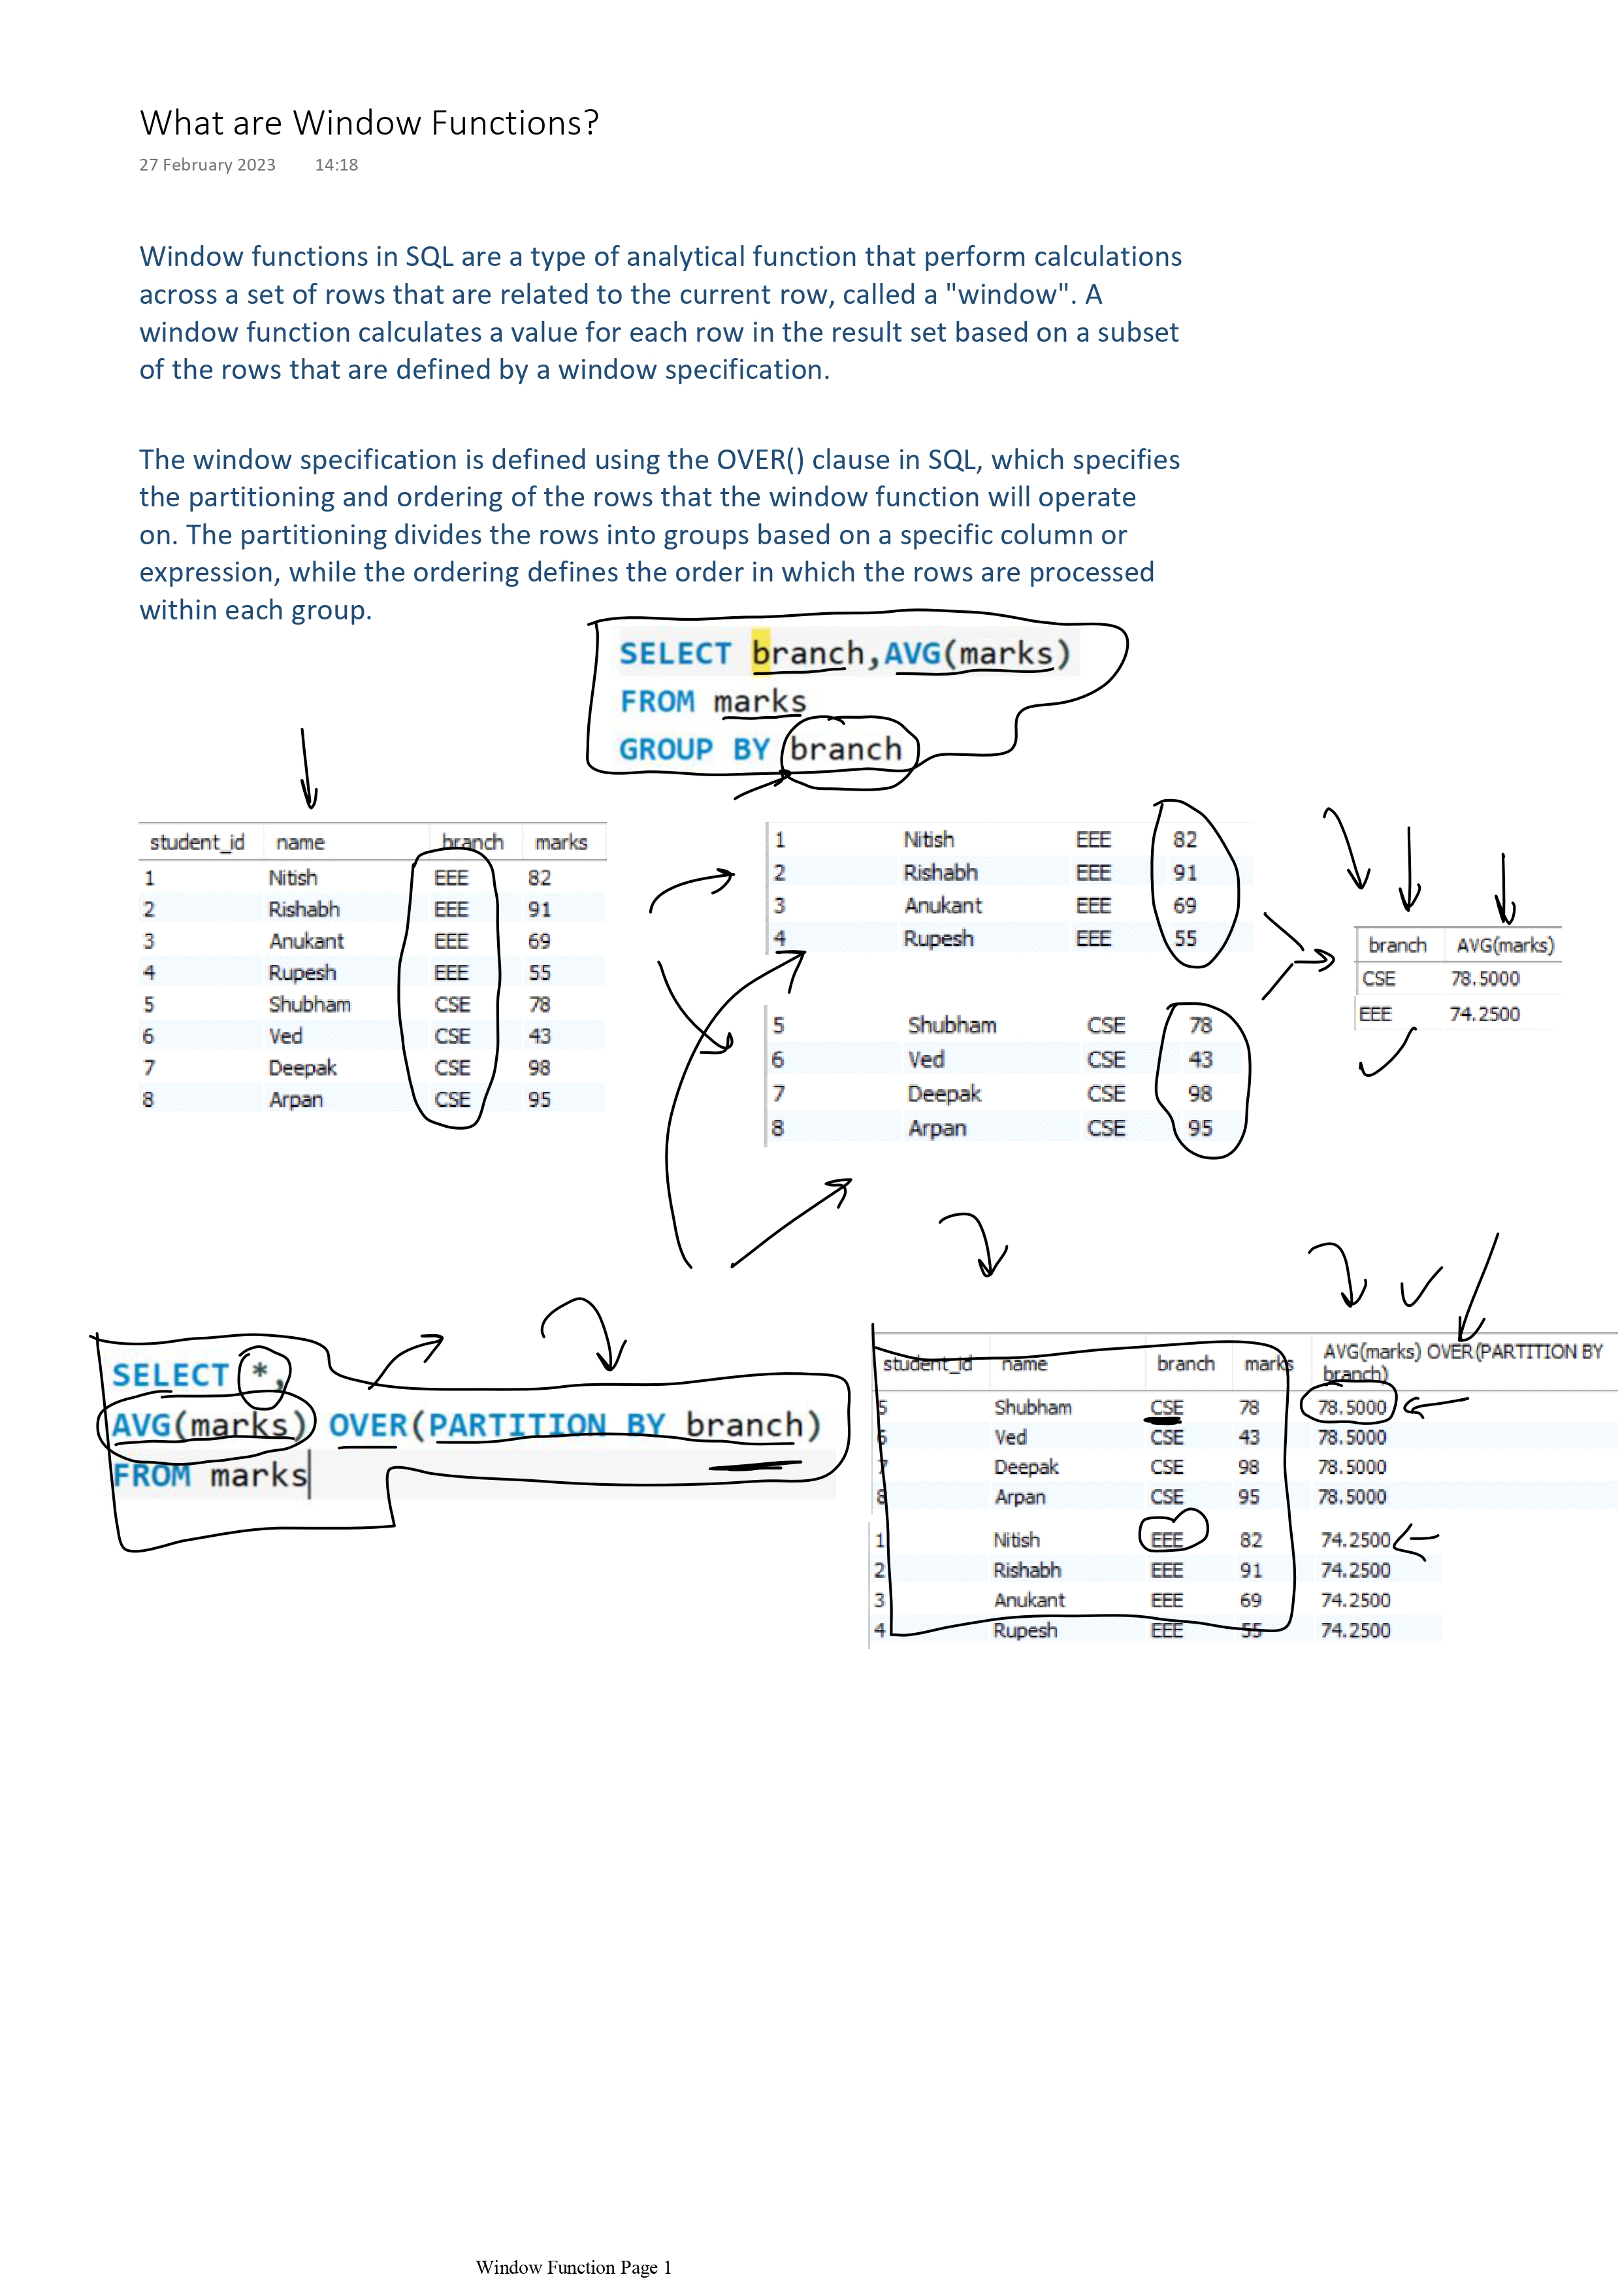 What are Window Functions?
27 February 2023 14:18
Window functions in SQL are a type of analytical function that perform calculations
across a set of rows that are related to the current row, called a "window". A
window function calculates a value for each row in the result set based on a subset
of the rows that are defined by a window specification.
The window specification is defined using the OVER() clause in SQL, which specifies
the partitioning and ordering of the rows that the window function will operate
on. The partitioning divides the rows into groups based on a specific column or
expression, while the ordering defines the order in which the rows are processed
within each group.
SELECT branch,AVG(marks)
FROM marks
GROUP BY branch
student_id name branch marks
1 Nitish EEE 82
2 Rishabh EEE 91
3 Anukant EEE 69
4 Rupesh EEE 55
5 Shubham CSE 78
6 Ved CSE 43
7 Deepak CSE 98
8 Arpan CSE 95
1 Nitish EEE 82
2 Rishabh EEE 91
3 Anukant EEE 69
4 Rupesh EEE 55
5 Shubham CSE 78
6 Ved CSE 43
7 Deepak CSE 98
8 Arpan CSE 95
branch AVG(marks)
CSE 78.5000
EEE 74.2500
SELECT *,
AVG(marks) OVER(PARTITION BY branch)
FROM marks
student_id name branch marks AVG(marks) OVER(PARTITION BY
branch)
5 Shubham CSE 78 78.5000
6 Ved CSE 43 78.5000
7 Deepak CSE 98 78.5000
8 Arpan CSE 95 78.5000
1 Nitish EEE 82 74.2500
2 Rishabh EEE 91 74.2500
3 Anukant EEE 69 74.2500
4 Rupesh EEE 55 74.2500
Window Function Page 1